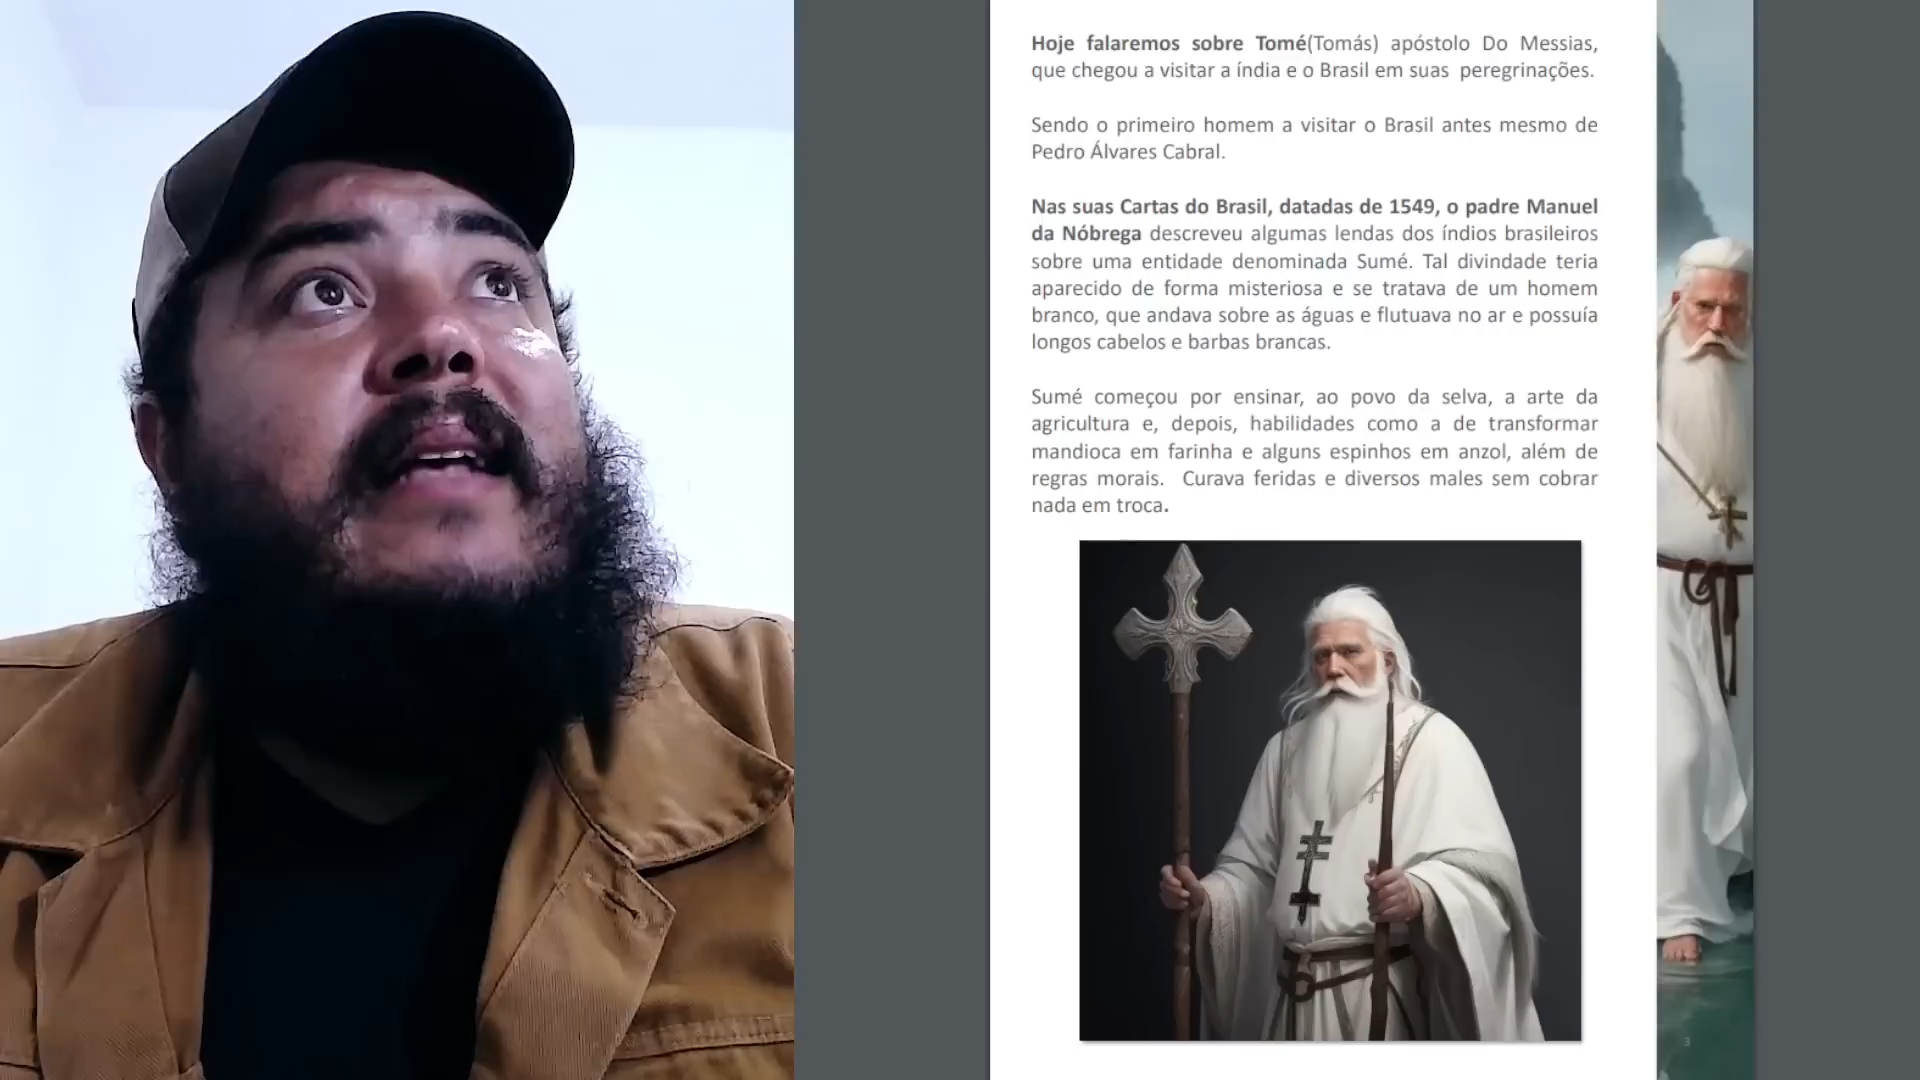 Hoje falaremos sobre Tomé(Tomás) apóstolo Do Messias,
que chegou a visitar a índia e o Brasil em suas peregrinações.
Sendo o primeiro homem a visitar o Brasil antes mesmo de
Pedro Álvares Cabral.
Nas suas Cartas do Brasil, datadas de 1549, o padre Manuel
da Nóbrega descreveu algumas lendas dos índios brasileiros
sobre uma entidade denominada Sumé. Tal divindade teria
aparecido de forma misteriosa e se tratava de um homem
branco, que andava sobre as águas e flutuava no ar e possuía
longos cabelos e barbas brancas.
Sumé começou por ensinar, ao povo da selva, a arte da
agricultura e, depois, habilidades como a de transformar
mandioca em farinha e alguns espinhos em anzol, além de
regras morais. Curava feridas e diversos males sem cobrar
nada em troca.
3